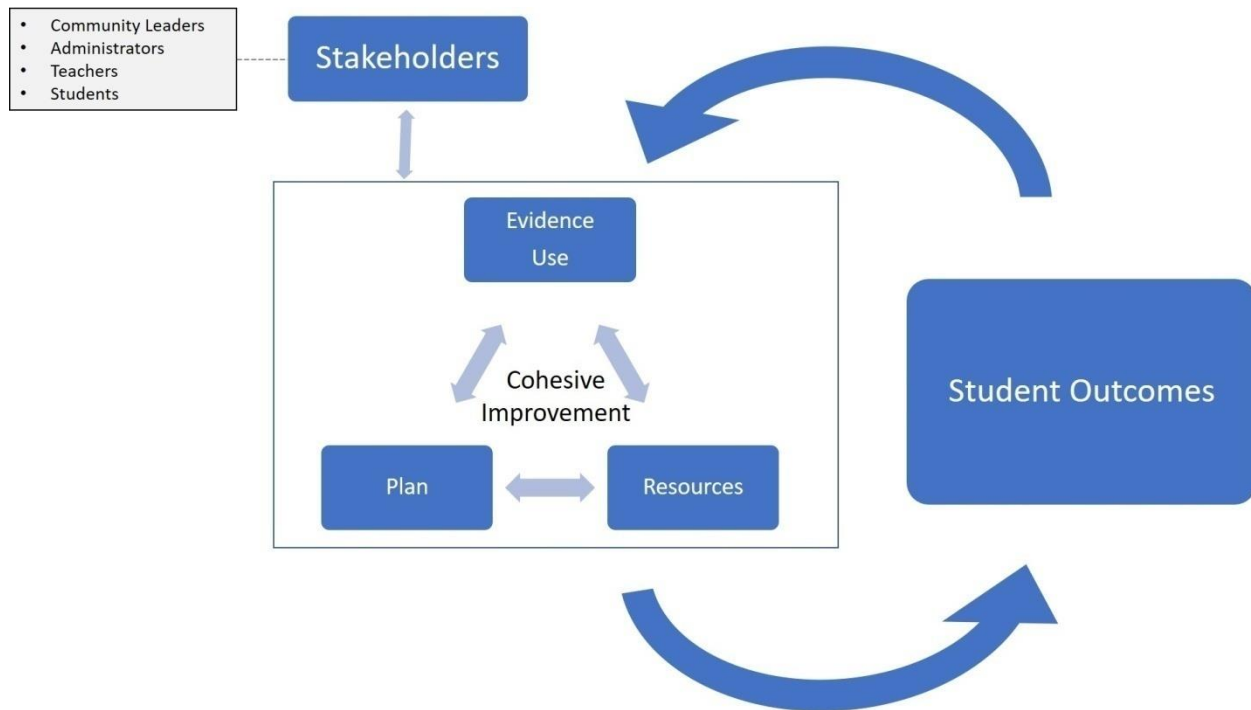 • Community Leaders
• Administrators
• Teachers
• Students
Stakeholders
Evidence
Use
Cohesive
Improvement
Plan
Resources
Student Outcomes